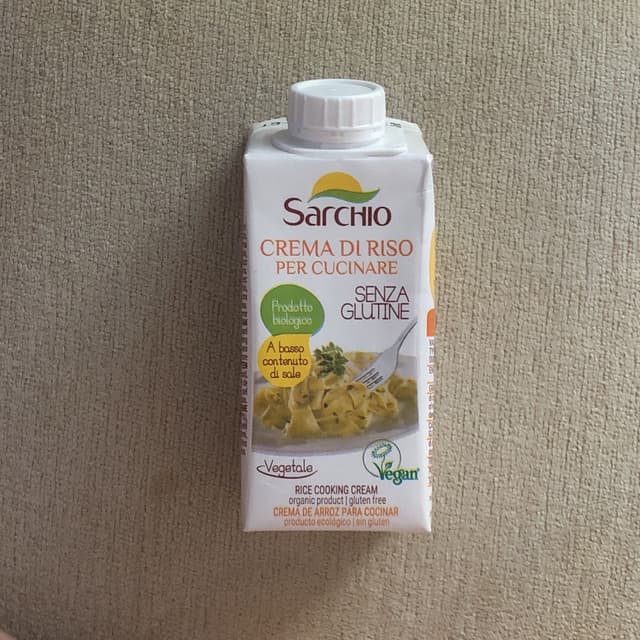 Sarchio
CREMA DI RISO
PER CUCINARE
SENZA
GLUTINE
Prodotto
biologico
A basso
contenuto
di sale
Vegetale
Vegan
RICE COOKING CREAM
organic product | gluten free
CREMA DE ARROZ PARA COCINAR
producto ecológico | sin gluten